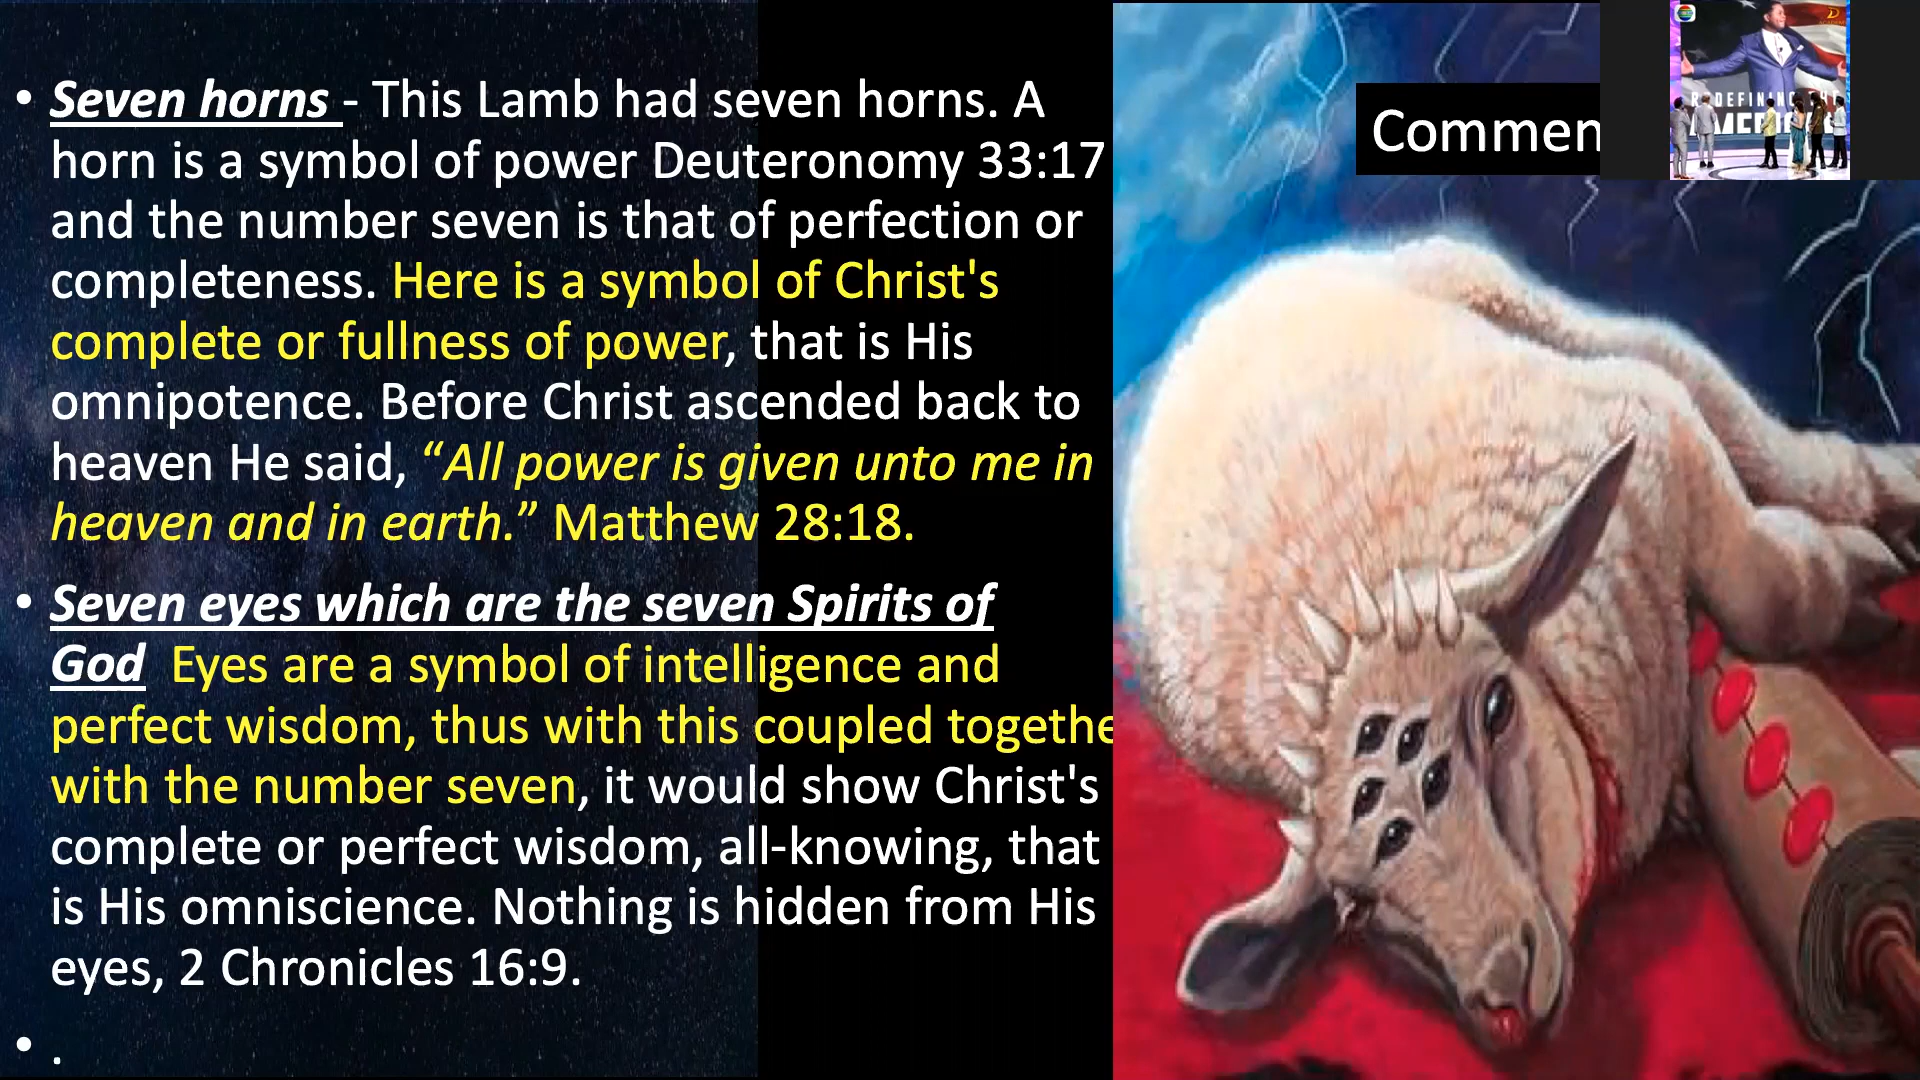 • Seven horns - This Lamb had seven horns. A
horn is a symbol of power Deuteronomy 33:17
and the number seven is that of perfection or
completeness. Here is a symbol of Christ's
complete or fullness of power, that is His
omnipotence. Before Christ ascended back to
heaven He said, “All power is given unto me in
heaven and in earth.” Matthew 28:18.
• Seven eyes which are the seven Spirits of
God Eyes are a symbol of intelligence and
perfect wisdom, thus with this coupled togethe
with the number seven, it would show Christ's
complete or perfect wisdom, all-knowing, that
is His omniscience. Nothing is hidden from His
eyes, 2 Chronicles 16:9.
• .
Commen